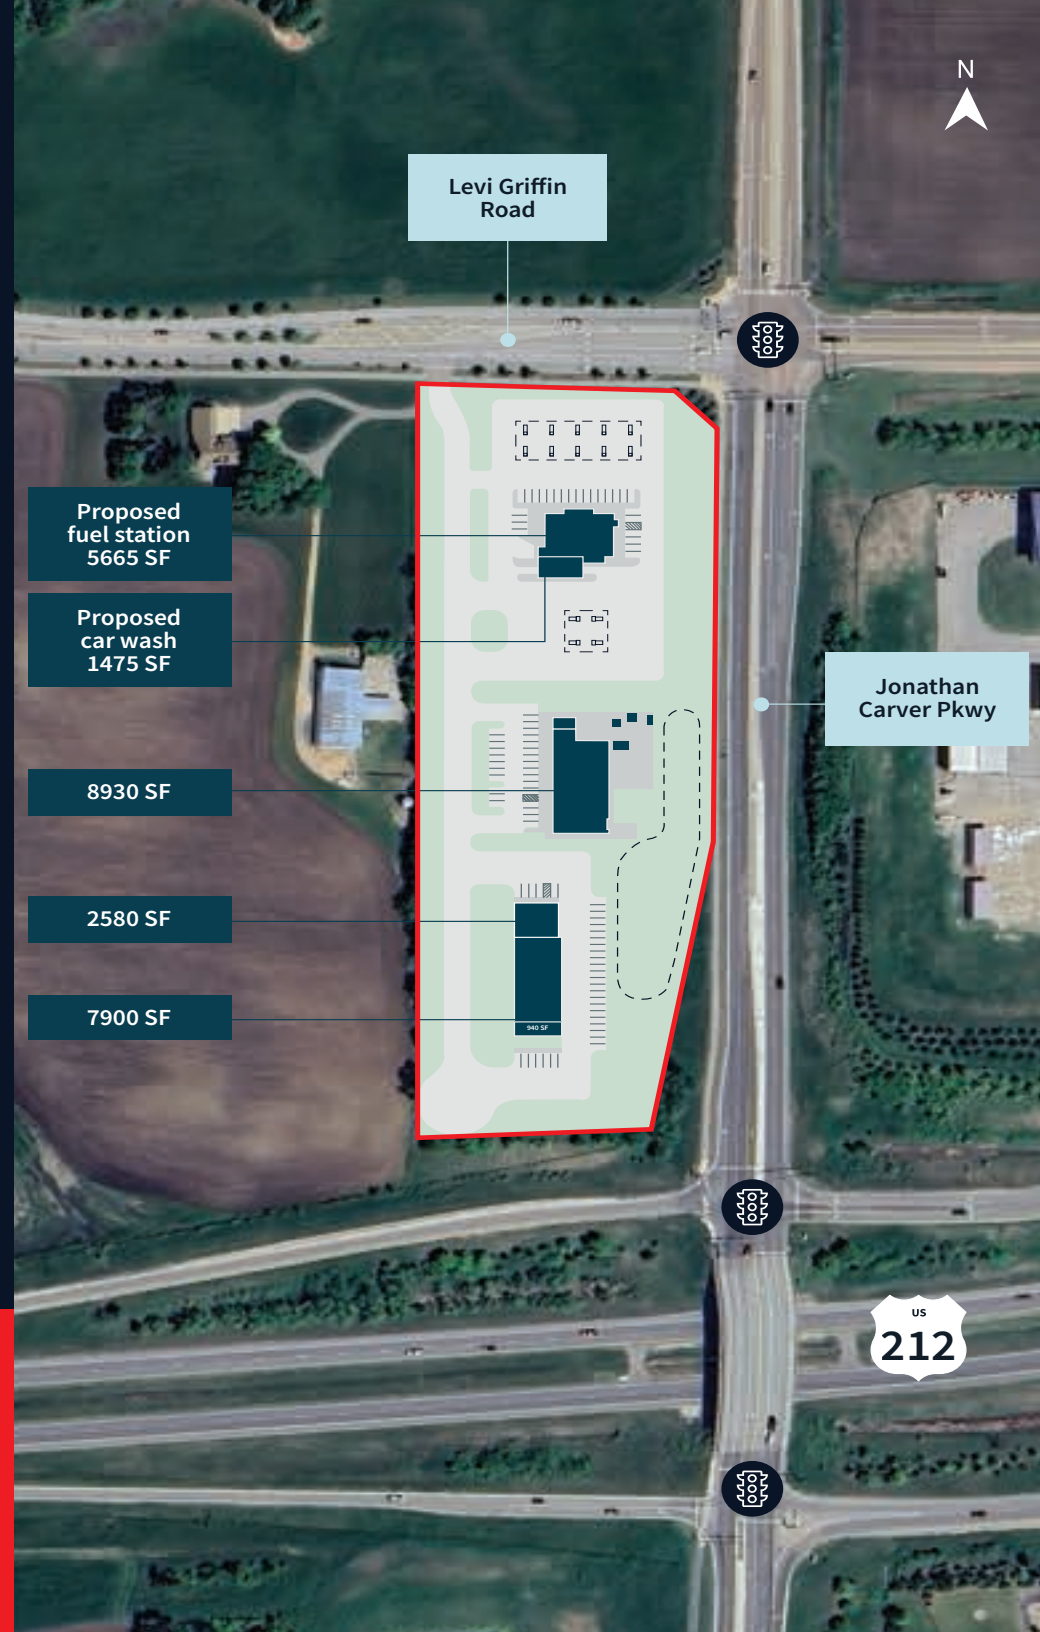 N
Levi Griffin
Road
Proposed
fuel station
5665 SF
Proposed
car wash
1475 SF
Jonathan
Carver Pkwy
8930 SF
2580 SF
7900 SF
940 SF
US
212